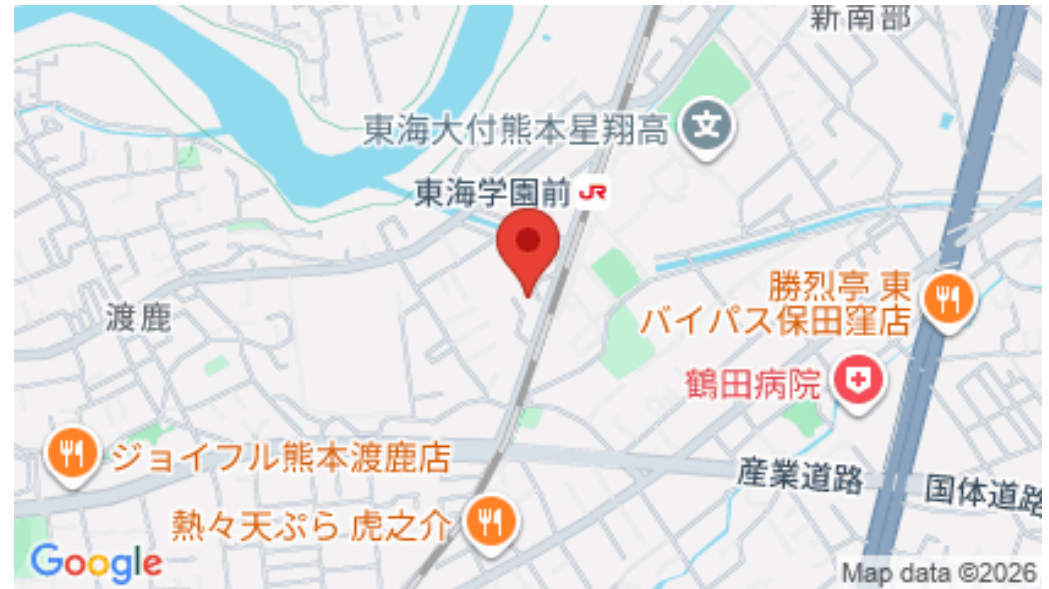 新南部
東海大付熊本星翔高
文
東海学園前 JR
勝烈亭 東
バイパス保田窪店
渡鹿
鶴田病院
ジョイフル熊本渡鹿店
産業道路
国体道路
熱々天ぷら 虎之介
Google
Map data ©2026